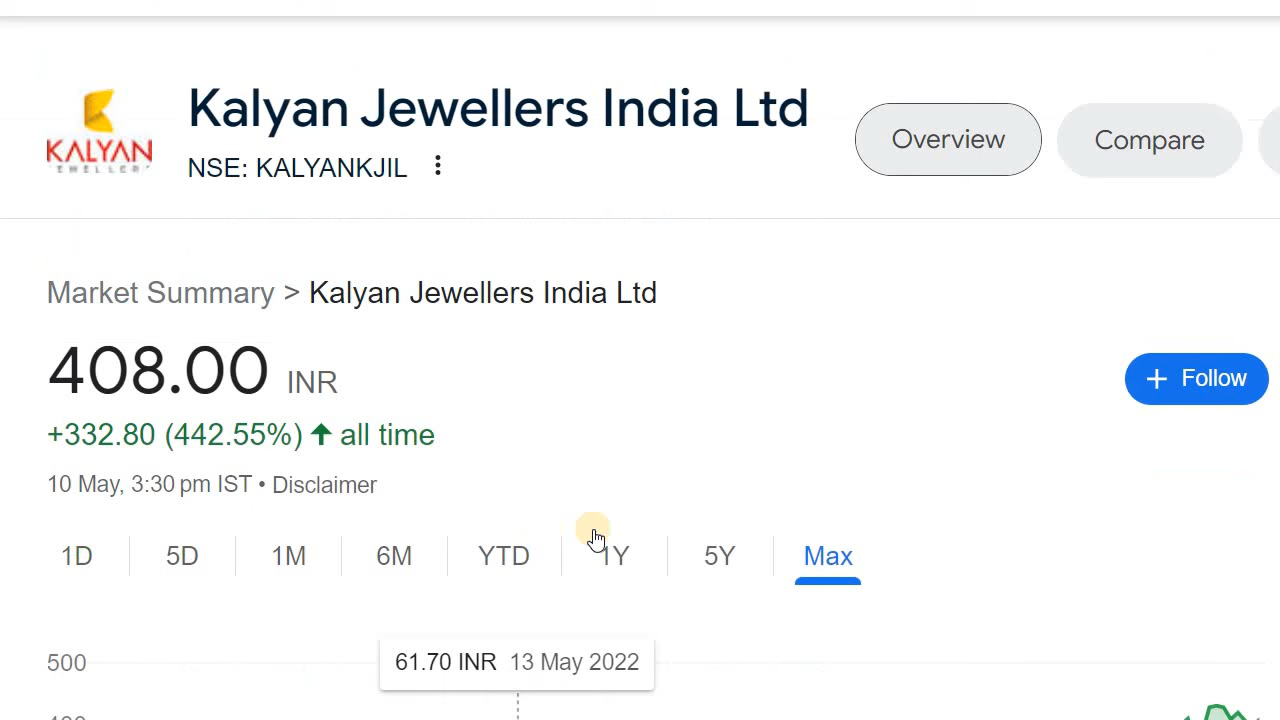 Kalyan Jewellers India Ltd
KALYAN
NSE: KALYANKJIL
Overview
Compare
Market Summary > Kalyan Jewellers India Ltd
408.00 INR
+ Follow
+332.80 (442.55%) ↑ all time
10 May, 3:30 pm IST • Disclaimer
1D 5D 1M 6M YTD 1Y 5Y Max
61.70 INR 13 May 2022
500